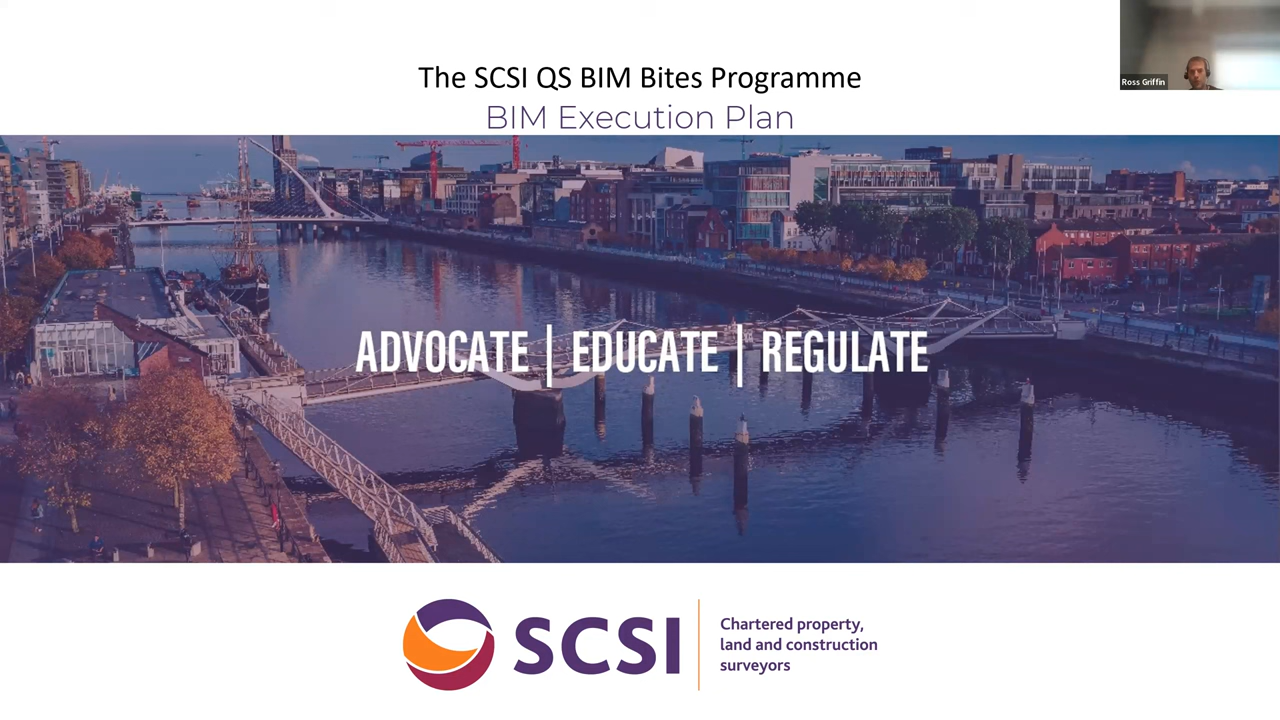 The SCSI QS BIM Bites Programme
BIM Execution Plan
Ross Griffin
ADVOCATE | EDUCATE | REGULATE
SCSI
Chartered property,
land and construction
surveyors